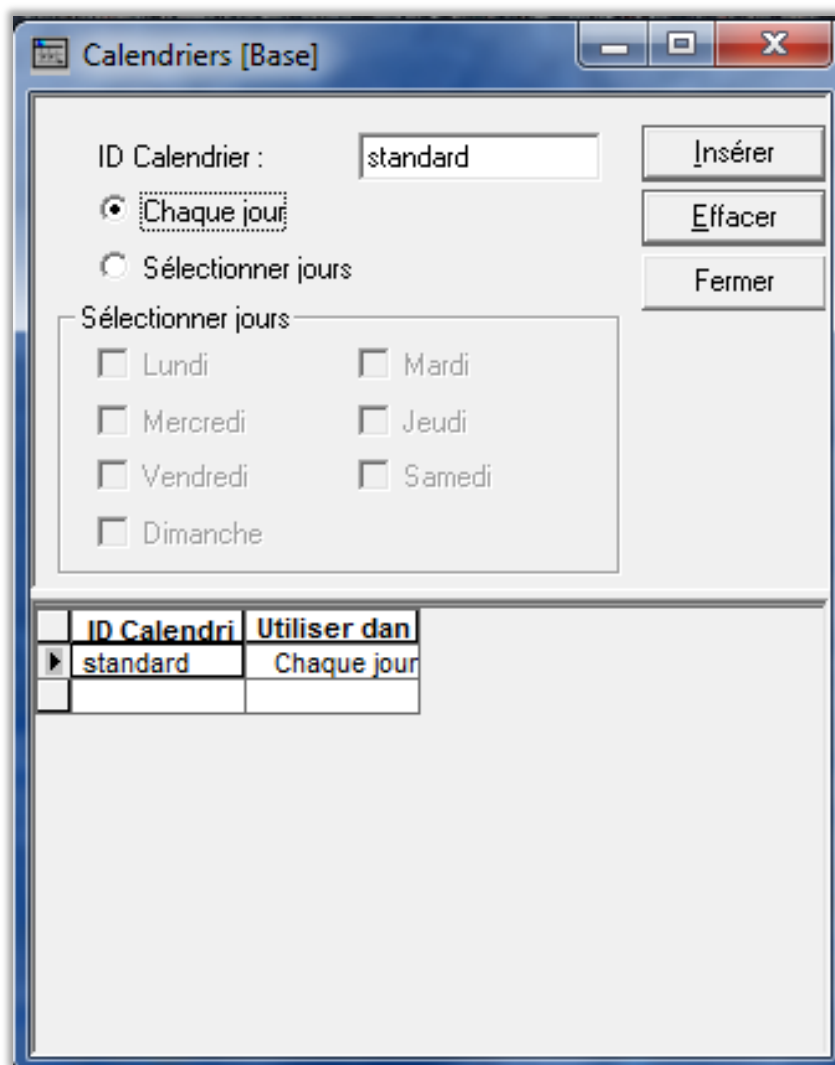 Calendriers [Base]
ID Calendrier : standard Insérer
Chaque jour Effacer
Sélectionner jours Fermer
Sélectionner jours
Lundi Mardi
Mercredi Jeudi
Vendredi Samedi
Dimanche
ID Calendri Utiliser dan
standard Chaque jour